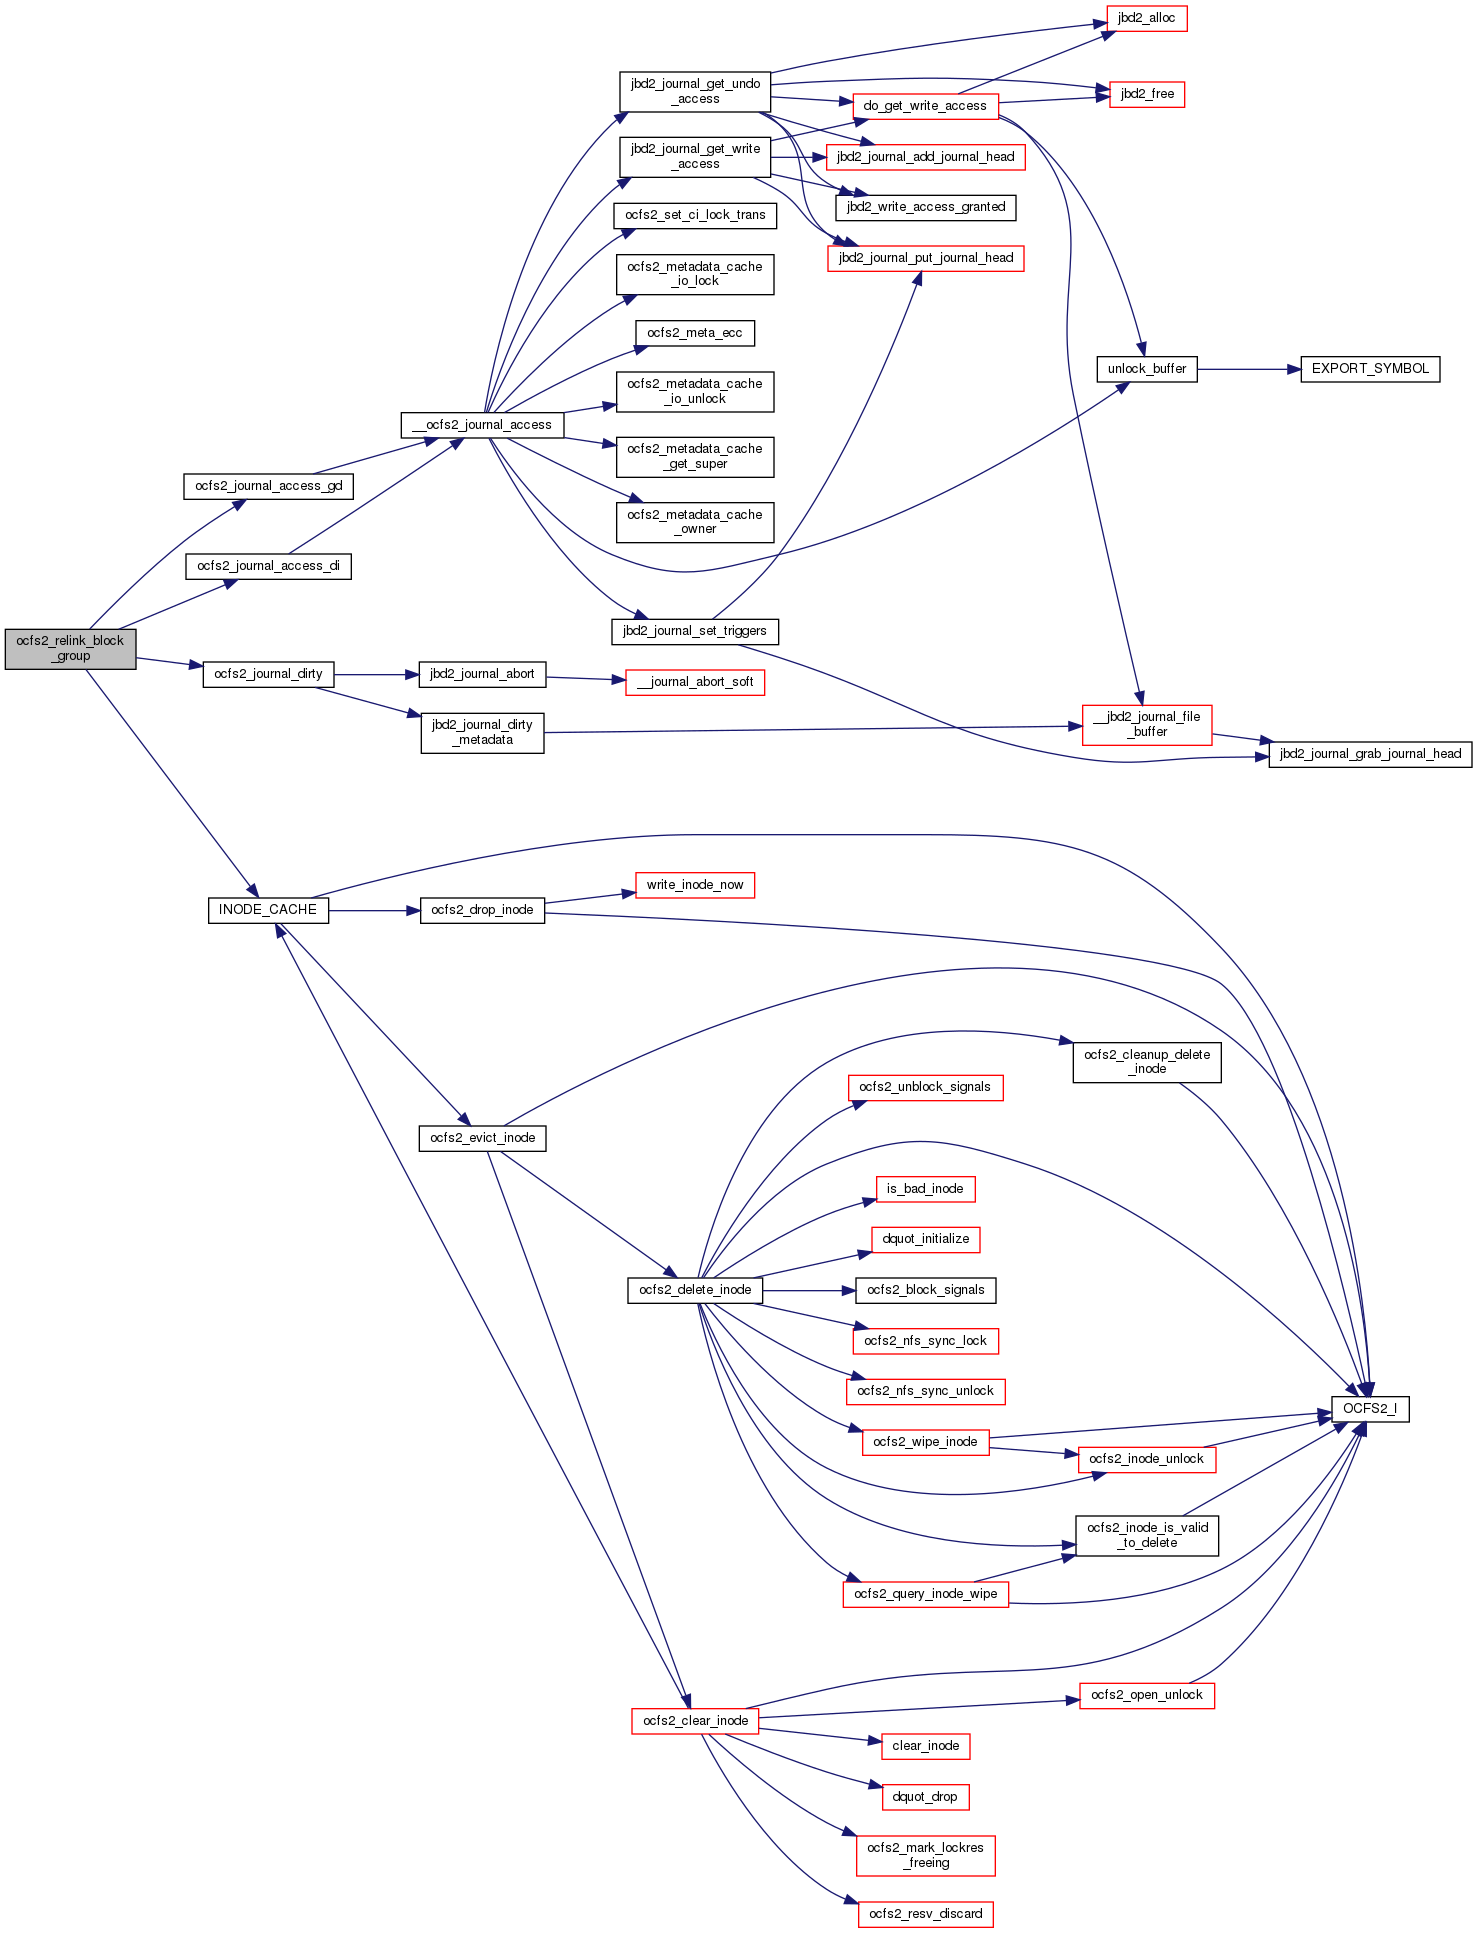 jbd2_alloc
jbd2_journal_get_undo
_access
jbd2_free
do_get_write_access
jbd2_journal_get_write
_access
jbd2_journal_add_journal_head
ocfs2_set_ci_lock_trans
jbd2_write_access_granted
ocfs2_metadata_cache
_io_lock
jbd2_journal_put_journal_head
ocfs2_meta_ecc
unlock_buffer
EXPORT_SYMBOL
ocfs2_metadata_cache
_io_unlock
__ocfs2_journal_access
ocfs2_metadata_cache
_get_super
ocfs2_journal_access_gd
ocfs2_metadata_cache
_owner
ocfs2_journal_access_di
jbd2_journal_set_triggers
ocfs2_relink_block
_group
ocfs2_journal_dirty
jbd2_journal_abort
__journal_abort_soft
jbd2_journal_dirty
_metadata
__jbd2_journal_file
_buffer
jbd2_journal_grab_journal_head
write_inode_now
INODE_CACHE
ocfs2_drop_inode
ocfs2_cleanup_delete
_inode
ocfs2_unblock_signals
ocfs2_evict_inode
is_bad_inode
dquot_initialize
ocfs2_delete_inode
ocfs2_block_signals
ocfs2_nfs_sync_lock
ocfs2_nfs_sync_unlock
OCFS2_I
ocfs2_wipe_inode
ocfs2_inode_unlock
ocfs2_inode_is_valid
_to_delete
ocfs2_query_inode_wipe
ocfs2_open_unlock
ocfs2_clear_inode
clear_inode
dquot_drop
ocfs2_mark_lockres
_freeing
ocfs2_resv_discard